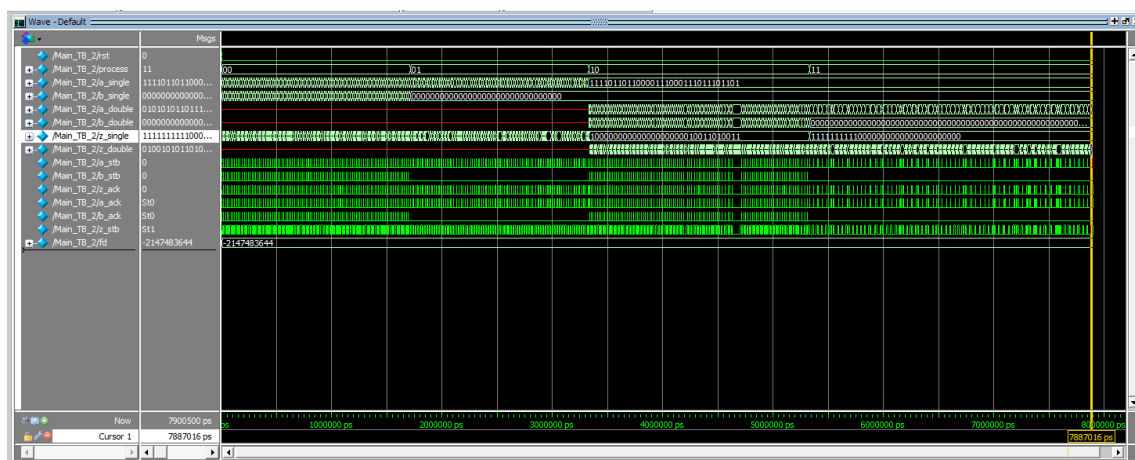 Wave - Default
Msgs
/Main_TB_2/rst 0
/Main_TB_2/process 11 00 01 10 11
/Main_TB_2/a_single 1111011011000... 11110110110000111000111011101101
/Main_TB_2/b_single 0000000000000... 00000000000000000000000000000000
/Main_TB_2/a_double 0101010110111...
/Main_TB_2/b_double 0000000000000...
/Main_TB_2/z_single 1111111111000...
/Main_TB_2/z_double 0100101011010...
/Main_TB_2/a_stb 0
/Main_TB_2/b_stb 0
/Main_TB_2/z_ack 0
/Main_TB_2/a_ack St0
/Main_TB_2/b_ack St0
/Main_TB_2/z_stb St1
/Main_TB_2/fd -2147483644 -2147483644
Now 7900500 ps ps 1000000 ps 2000000 ps 3000000 ps 4000000 ps 5000000 ps 6000000 ps 7000000 ps 8000000 ps
Cursor 1 7887016 ps 7887016 ps